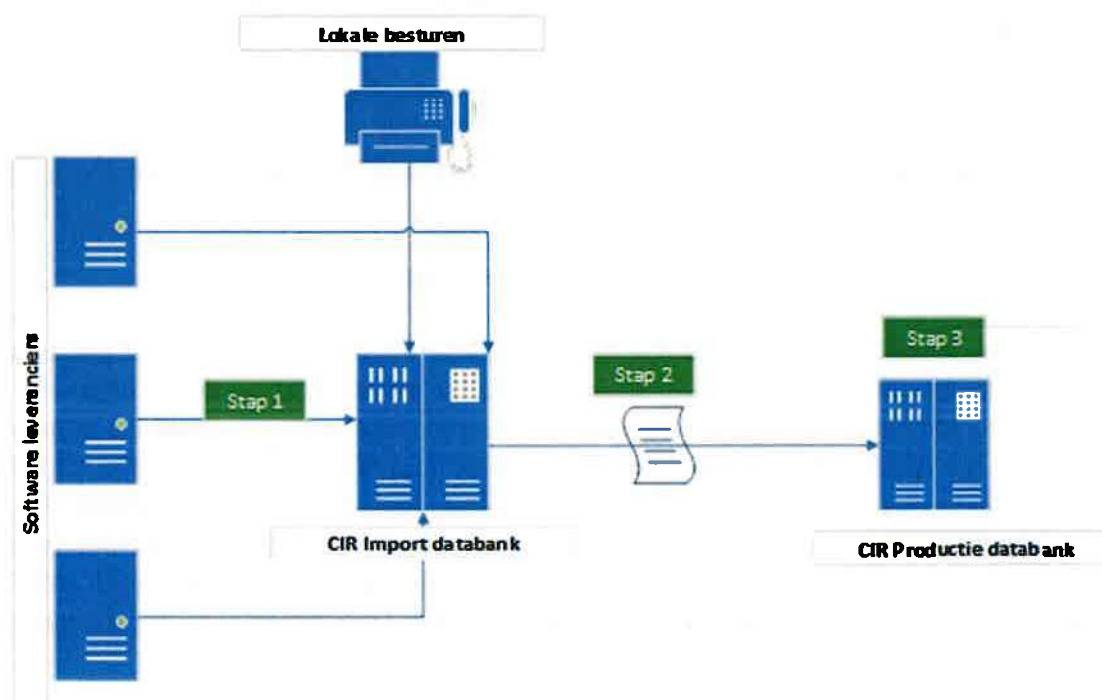 Lokale besturen
Software leveranciers
Stap 1
Stap 2
Stap 3
CIR Import databank
CIR Productie databank